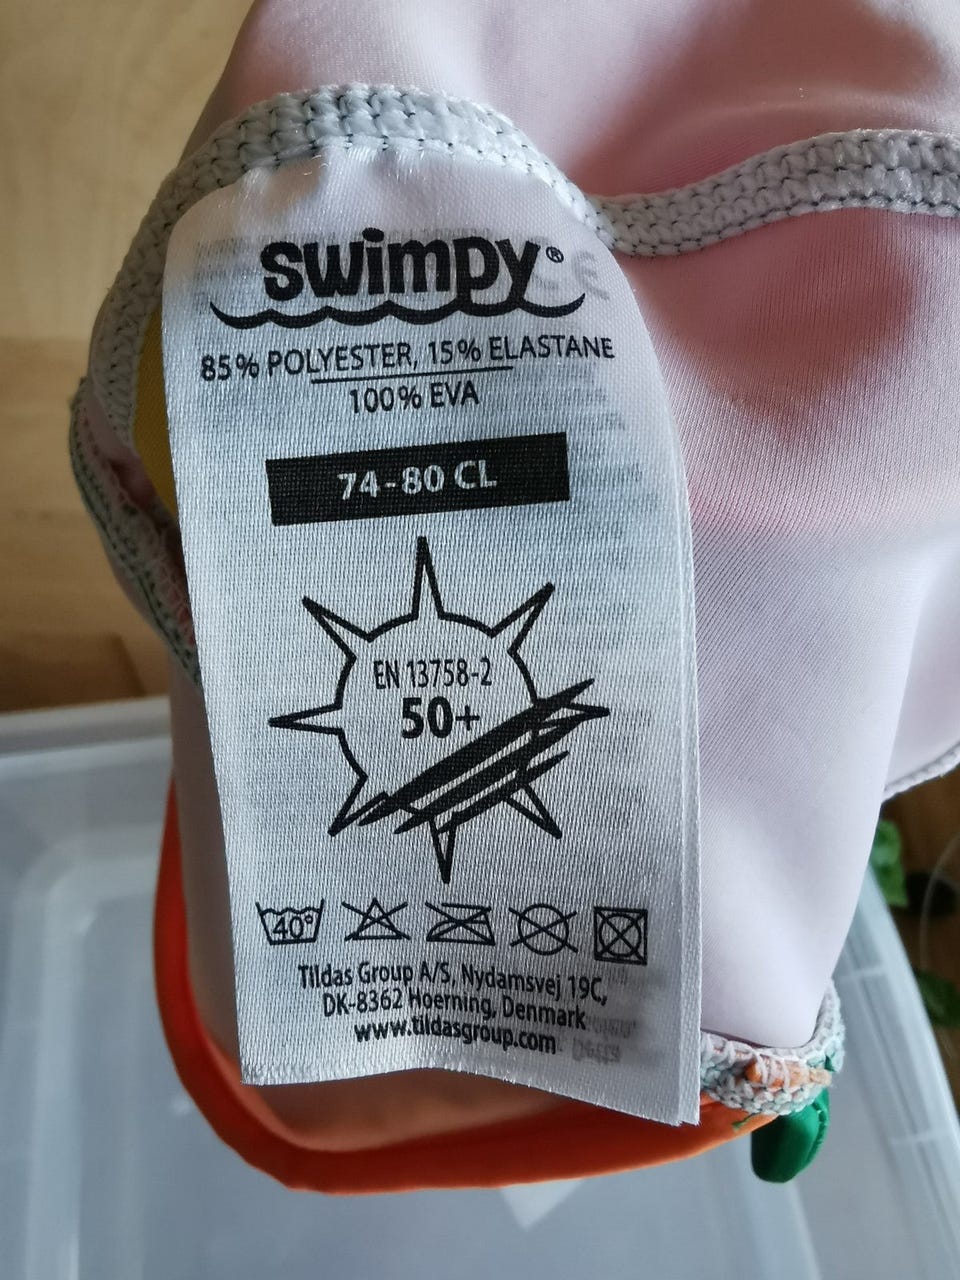 swimpy®
85% POLYESTER, 15% ELASTANE
100% EVA
74-80 CL
EN 13758-2
50+
40°
Tildas Group A/S, Nydamsvej 19C,
DK-8362 Hoerning, Denmark
www.tildasgroup.com